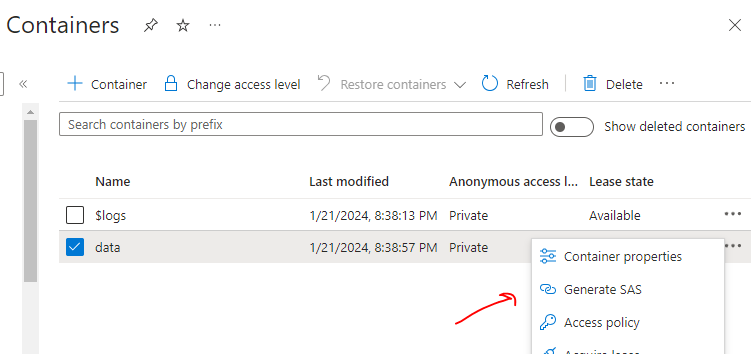 Containers
Container Change access level Restore containers Refresh Delete
Search containers by prefix Show deleted containers
Name Last modified Anonymous access l... Lease state
$logs 1/21/2024, 8:38:13 PM Private Available
data 1/21/2024, 8:38:57 PM Private
Container properties
Generate SAS
Access policy
Acquire lease